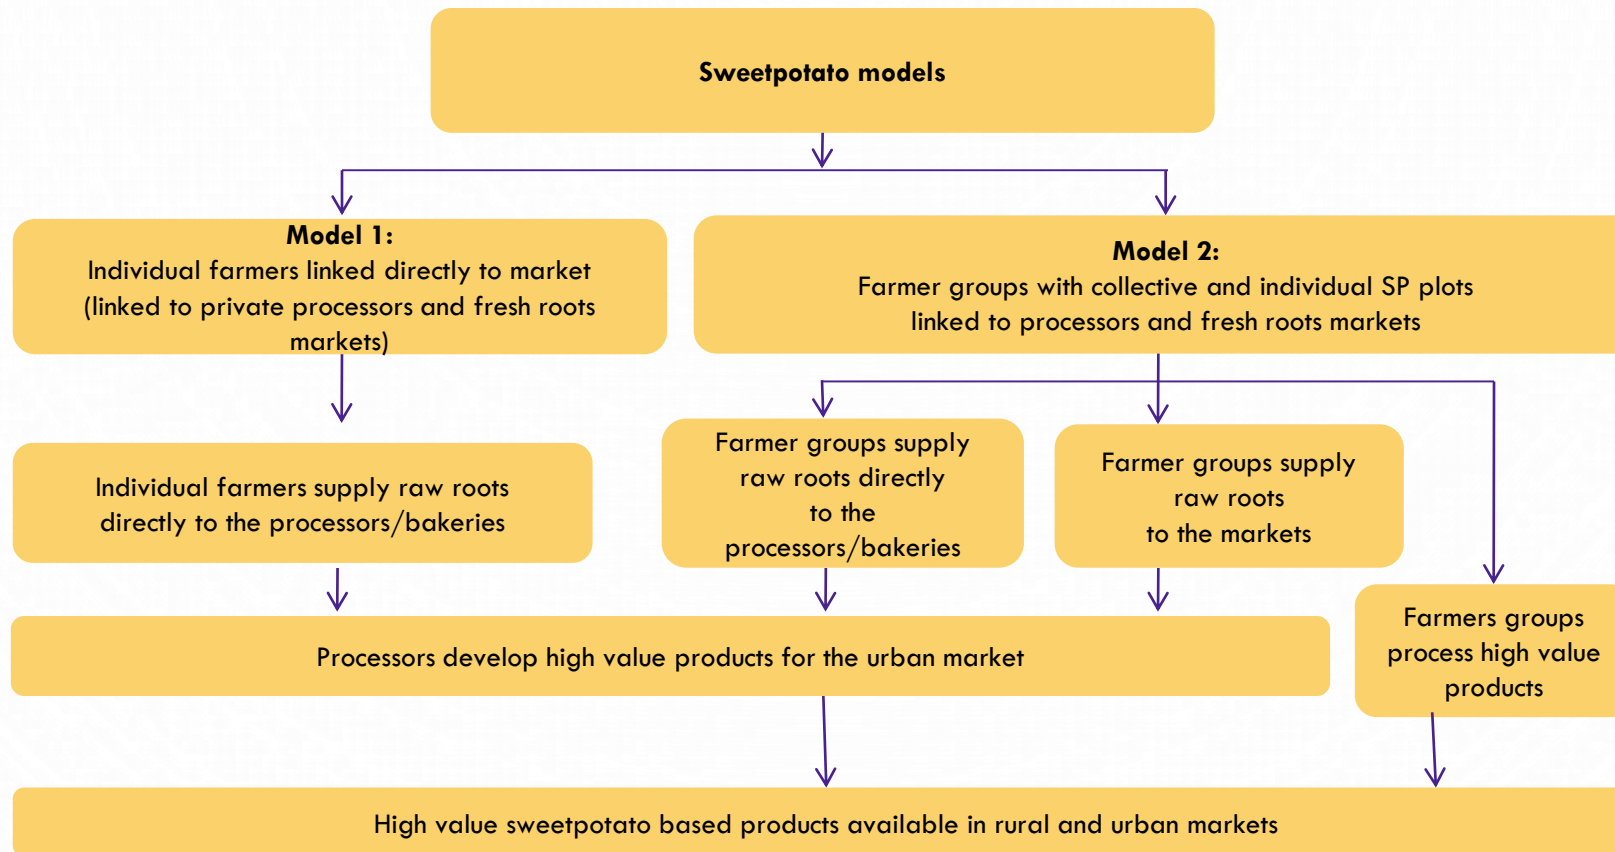 Sweetpotato models
Model 1:
Individual farmers linked directly to market
(linked to private processors and fresh roots
markets)
Model 2:
Farmer groups with collective and individual SP plots
linked to processors and fresh roots markets
Individual farmers supply raw roots
directly to the processors/bakeries
Farmer groups supply
raw roots directly
to the
processors/bakeries
Farmer groups supply
raw roots
to the markets
Processors develop high value products for the urban market
Farmers groups
process high value
products
High value sweetpotato based products available in rural and urban markets